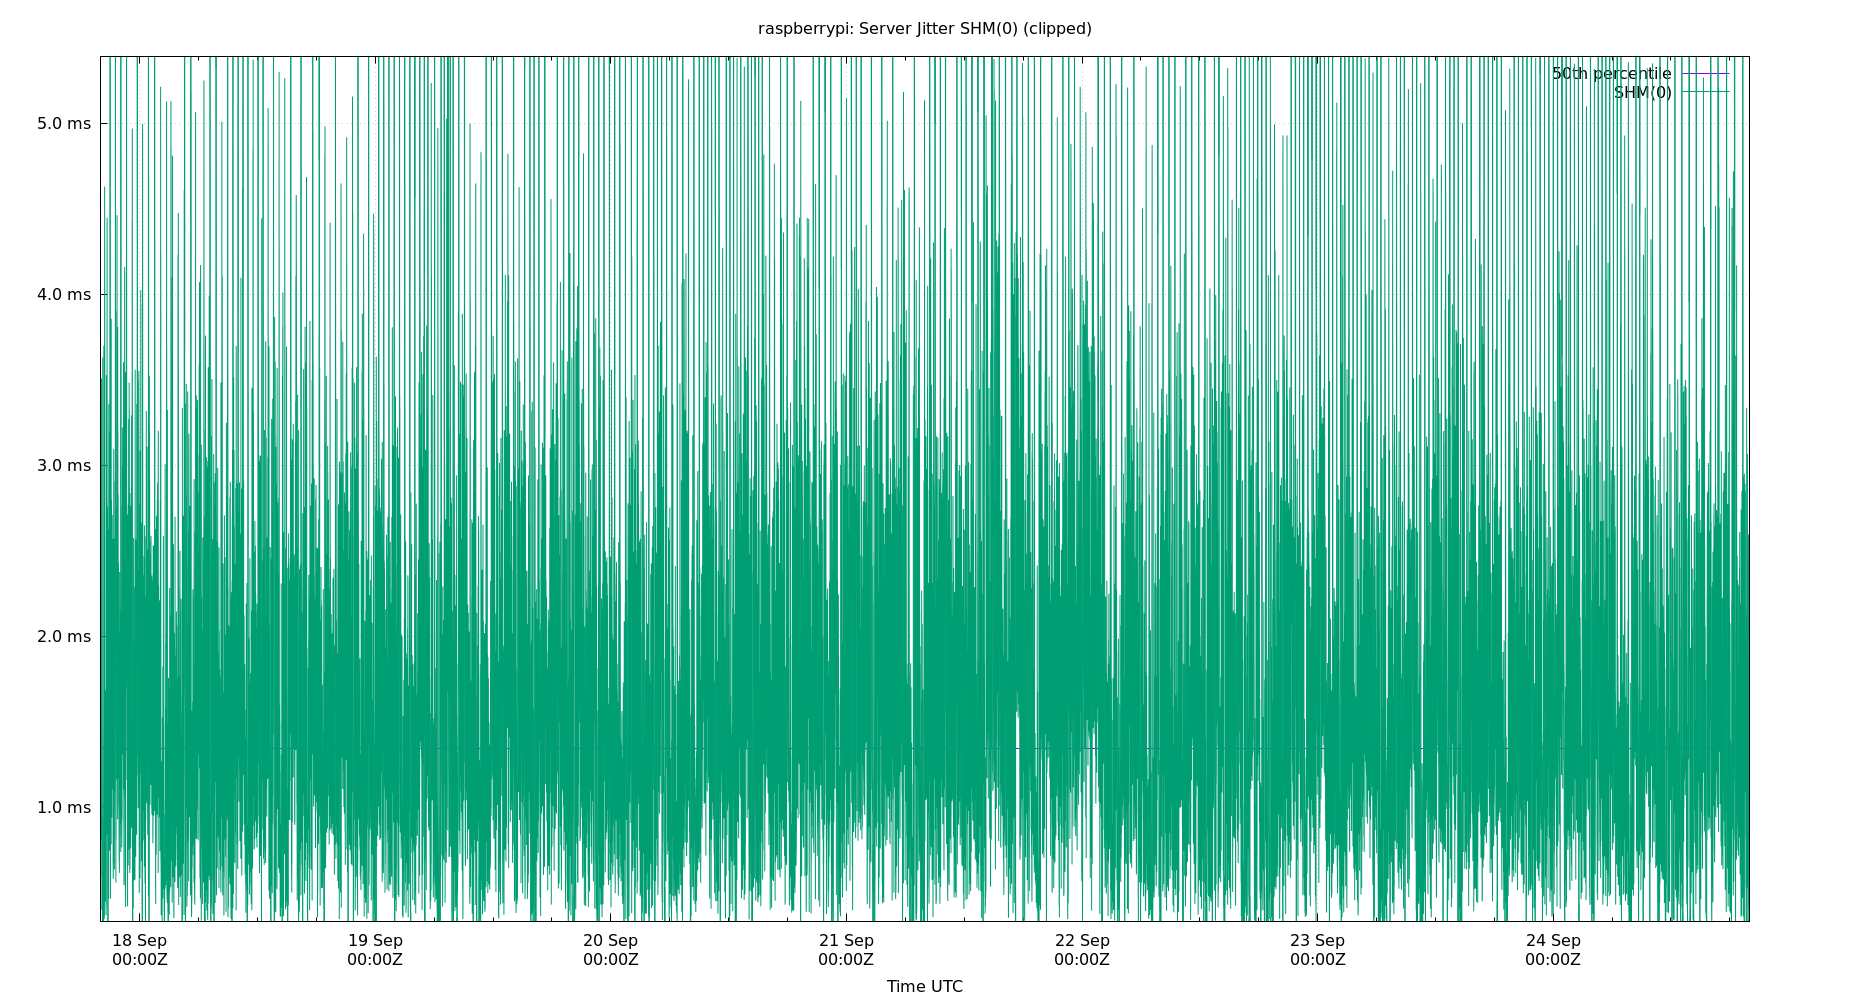 raspberrypi: Server Jitter SHM(0) (clipped)
50th percentile
SHM(0)
5.0 ms
4.0 ms
3.0 ms
2.0 ms
1.0 ms
18 Sep 19 Sep 20 Sep 21 Sep 22 Sep 23 Sep 24 Sep
00:00Z 00:00Z 00:00Z 00:00Z 00:00Z 00:00Z 00:00Z
Time UTC